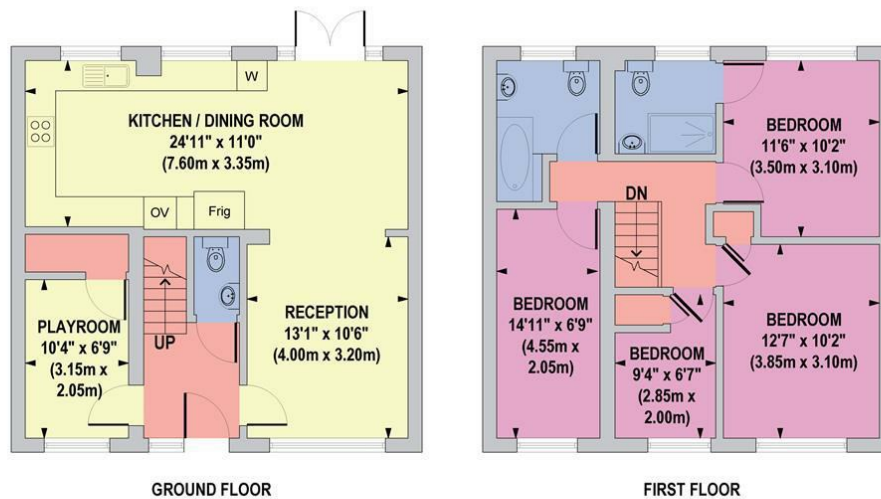 W
KITCHEN / DINING ROOM
24'11" x 11'0"
(7.60m x 3.35m)
OV
Frig
PLAYROOM
10'4" x 6'9"
(3.15m x
2.05m)
UP
RECEPTION
13'1" x 10'6"
(4.00m x 3.20m)
GROUND FLOOR
BEDROOM
11'6" x 10'2"
(3.50m x 3.10m)
DN
BEDROOM
14'11" x 6'9"
(4.55m x
2.05m)
BEDROOM
9'4" x 6'7"
(2.85m x
2.00m)
BEDROOM
12'7" x 10'2"
(3.85m x 3.10m)
FIRST FLOOR